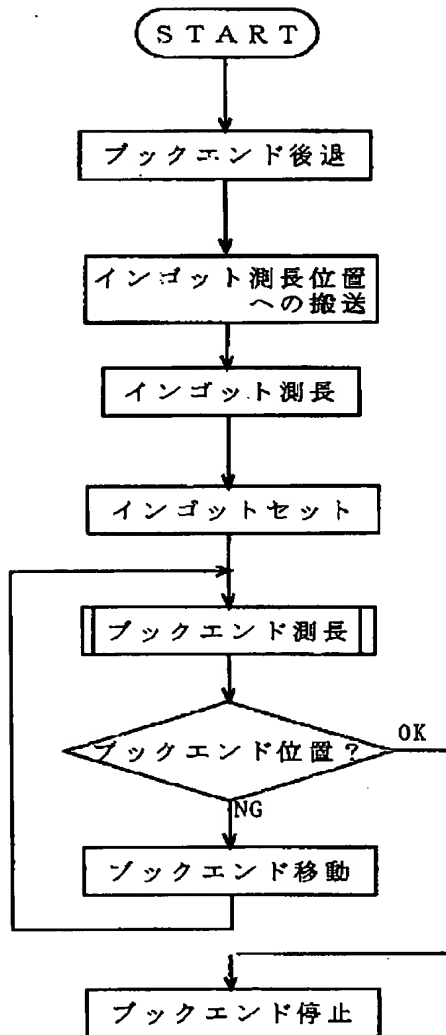 START
ブックエンド後退
インゴット測長位置
への搬送
インゴット測長
インゴットセット
ブックエンド測長
ブックエンド位置？
OK
NG
ブックエンド移動
ブックエンド停止